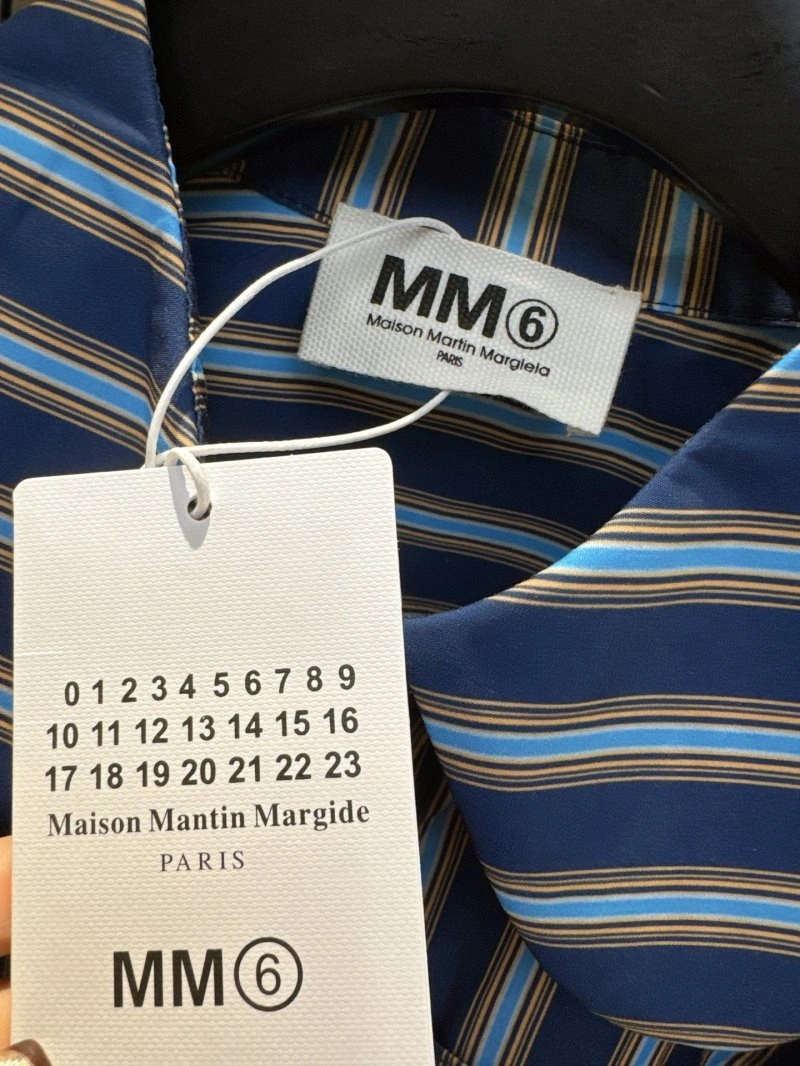 MM⑥
Maison Martin Margiela
PARIS
0 1 2 3 4 5 6 7 8 9
10 11 12 13 14 15 16
17 18 19 20 21 22 23
Maison Mantin Margide
PARIS
MM⑥